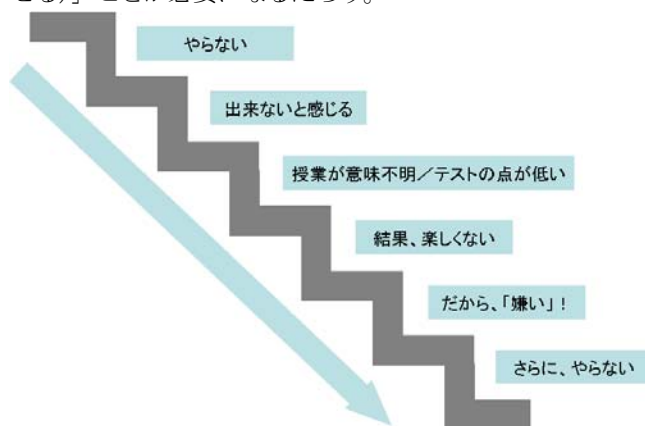 やらない
出来ないと感じる
授業が意味不明／テストの点が低い
結果、楽しくない
だから、「嫌い」！
さらに、やらない